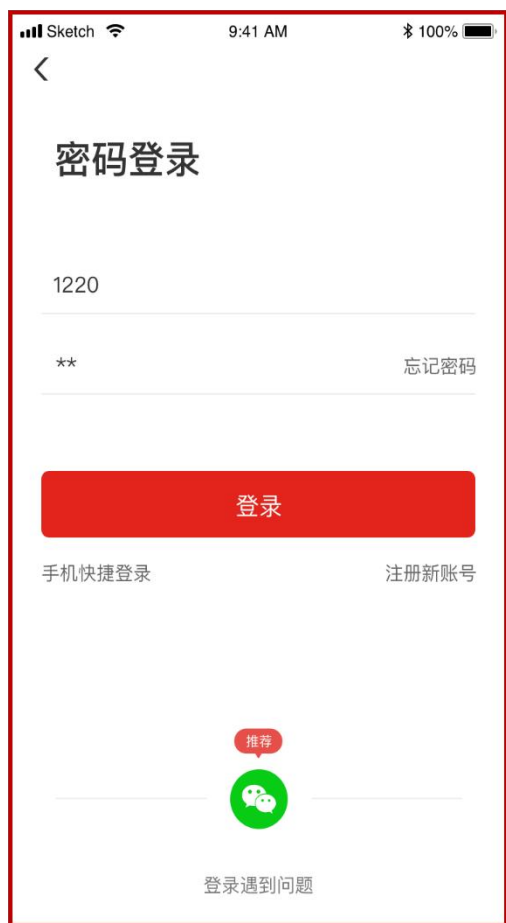 Sketch 9:41 AM 100%
密码登录
1220
** 忘记密码
登录
手机快捷登录 注册新账号
推荐
登录遇到问题